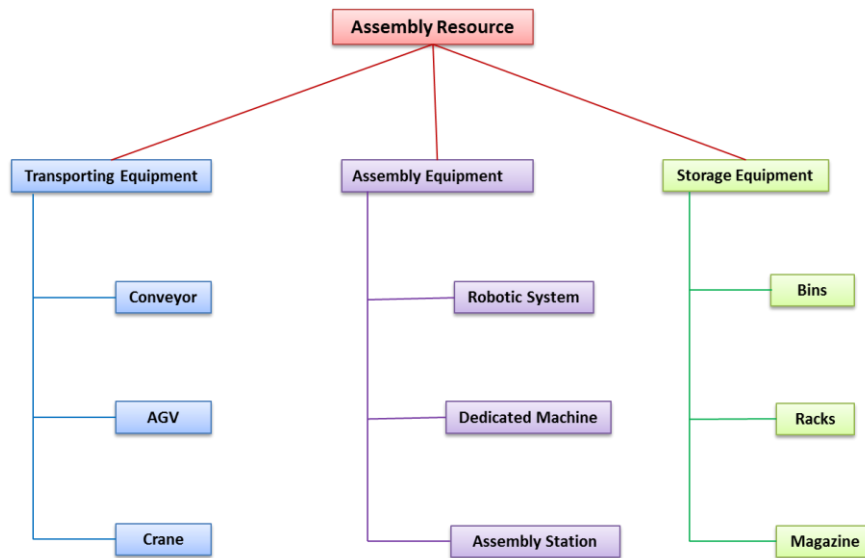 Assembly Resource
Transporting Equipment
Assembly Equipment
Storage Equipment
Conveyor
Robotic System
Bins
AGV
Dedicated Machine
Racks
Crane
Assembly Station
Magazine